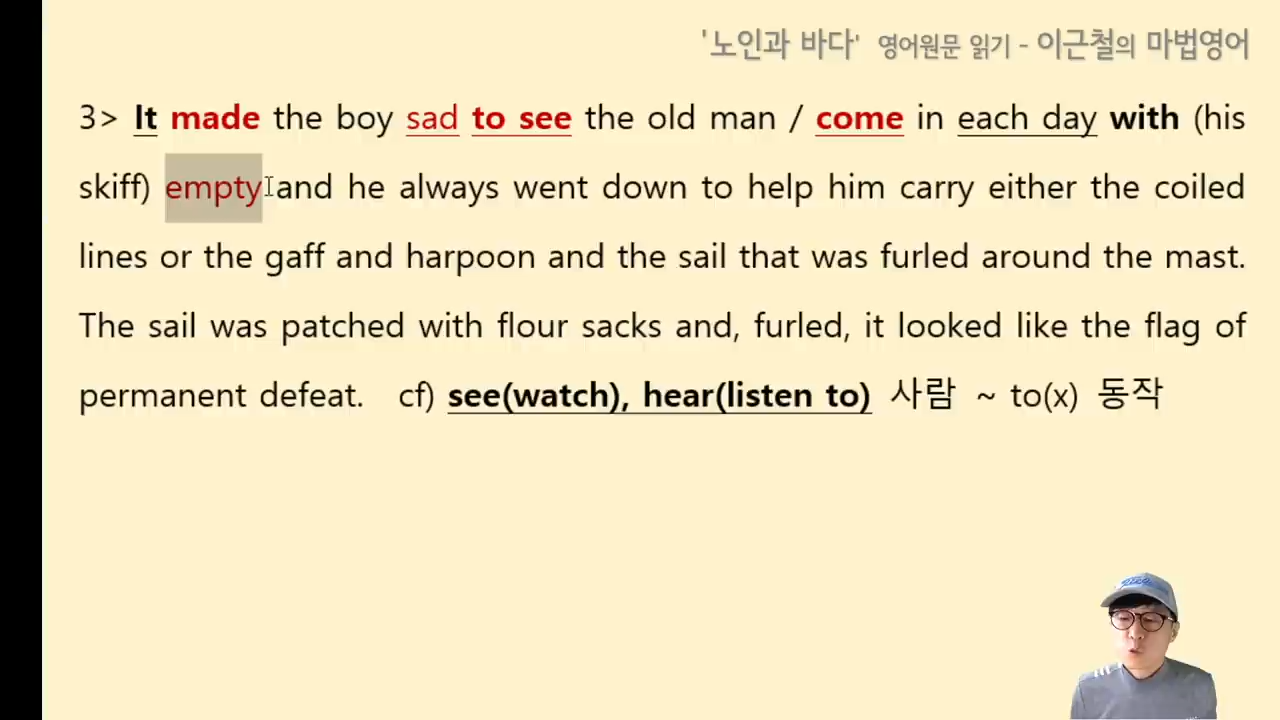 '노인과 바다' 영어원문 읽기 - 이근철의 마법영어
3> It made the boy sad to see the old man / come in each day with (his
skiff) empty and he always went down to help him carry either the coiled
lines or the gaff and harpoon and the sail that was furled around the mast.
The sail was patched with flour sacks and, furled, it looked like the flag of
permanent defeat. cf) see(watch), hear(listen to) 사람 ~ to(x) 동작